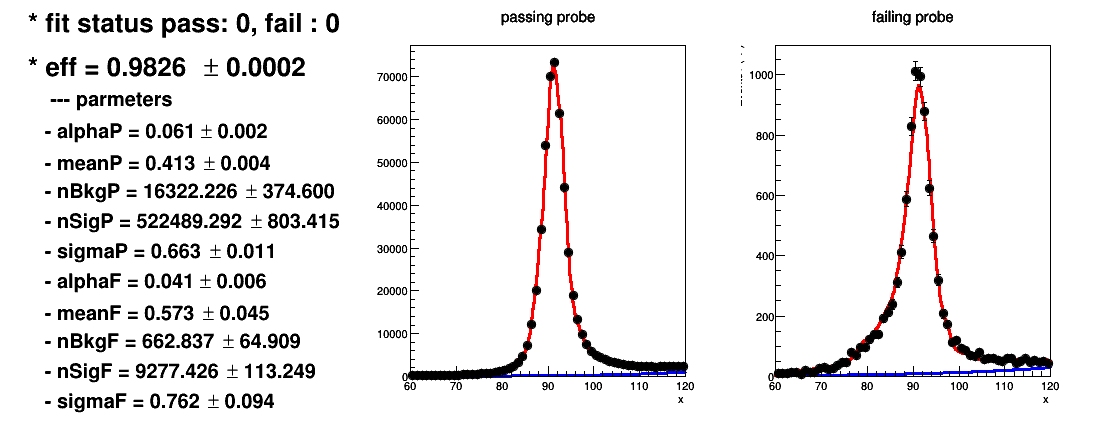 * fit status pass: 0, fail : 0
* eff = 0.9826 ± 0.0002
--- parmeters
- alphaP = 0.061 ± 0.002
- meanP = 0.413 ± 0.004
- nBkgP = 16322.226 ± 374.600
- nSigP = 522489.292 ± 803.415
- sigmaP = 0.663 ± 0.011
- alphaF = 0.041 ± 0.006
- meanF = 0.573 ± 0.045
- nBkgF = 662.837 ± 64.909
- nSigF = 9277.426 ± 113.249
- sigmaF = 0.762 ± 0.094
passing probe
70000
60000
50000
40000
30000
20000
10000
0
60 70 80 90 100 110 120
x
failing probe
1000
800
600
400
200
0
60 70 80 90 100 110 120
x